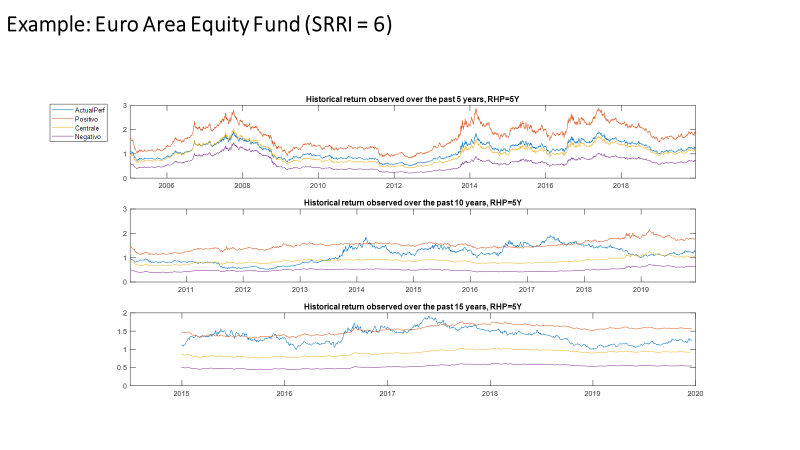 Example: Euro Area Equity Fund (SRRI = 6)
Historical return observed over the past 5 years, RHP=5Y
ActualPerf
Positivo
Centrale
Negativo
3
2
1
0
2006 2008 2010 2012 2014 2016 2018
Historical return observed over the past 10 years, RHP=5Y
3
2
1
0
2011 2012 2013 2014 2015 2016 2017 2018 2019
Historical return observed over the past 15 years, RHP=5Y
2
1.5
1
0.5
0
2015 2016 2017 2018 2019 2020